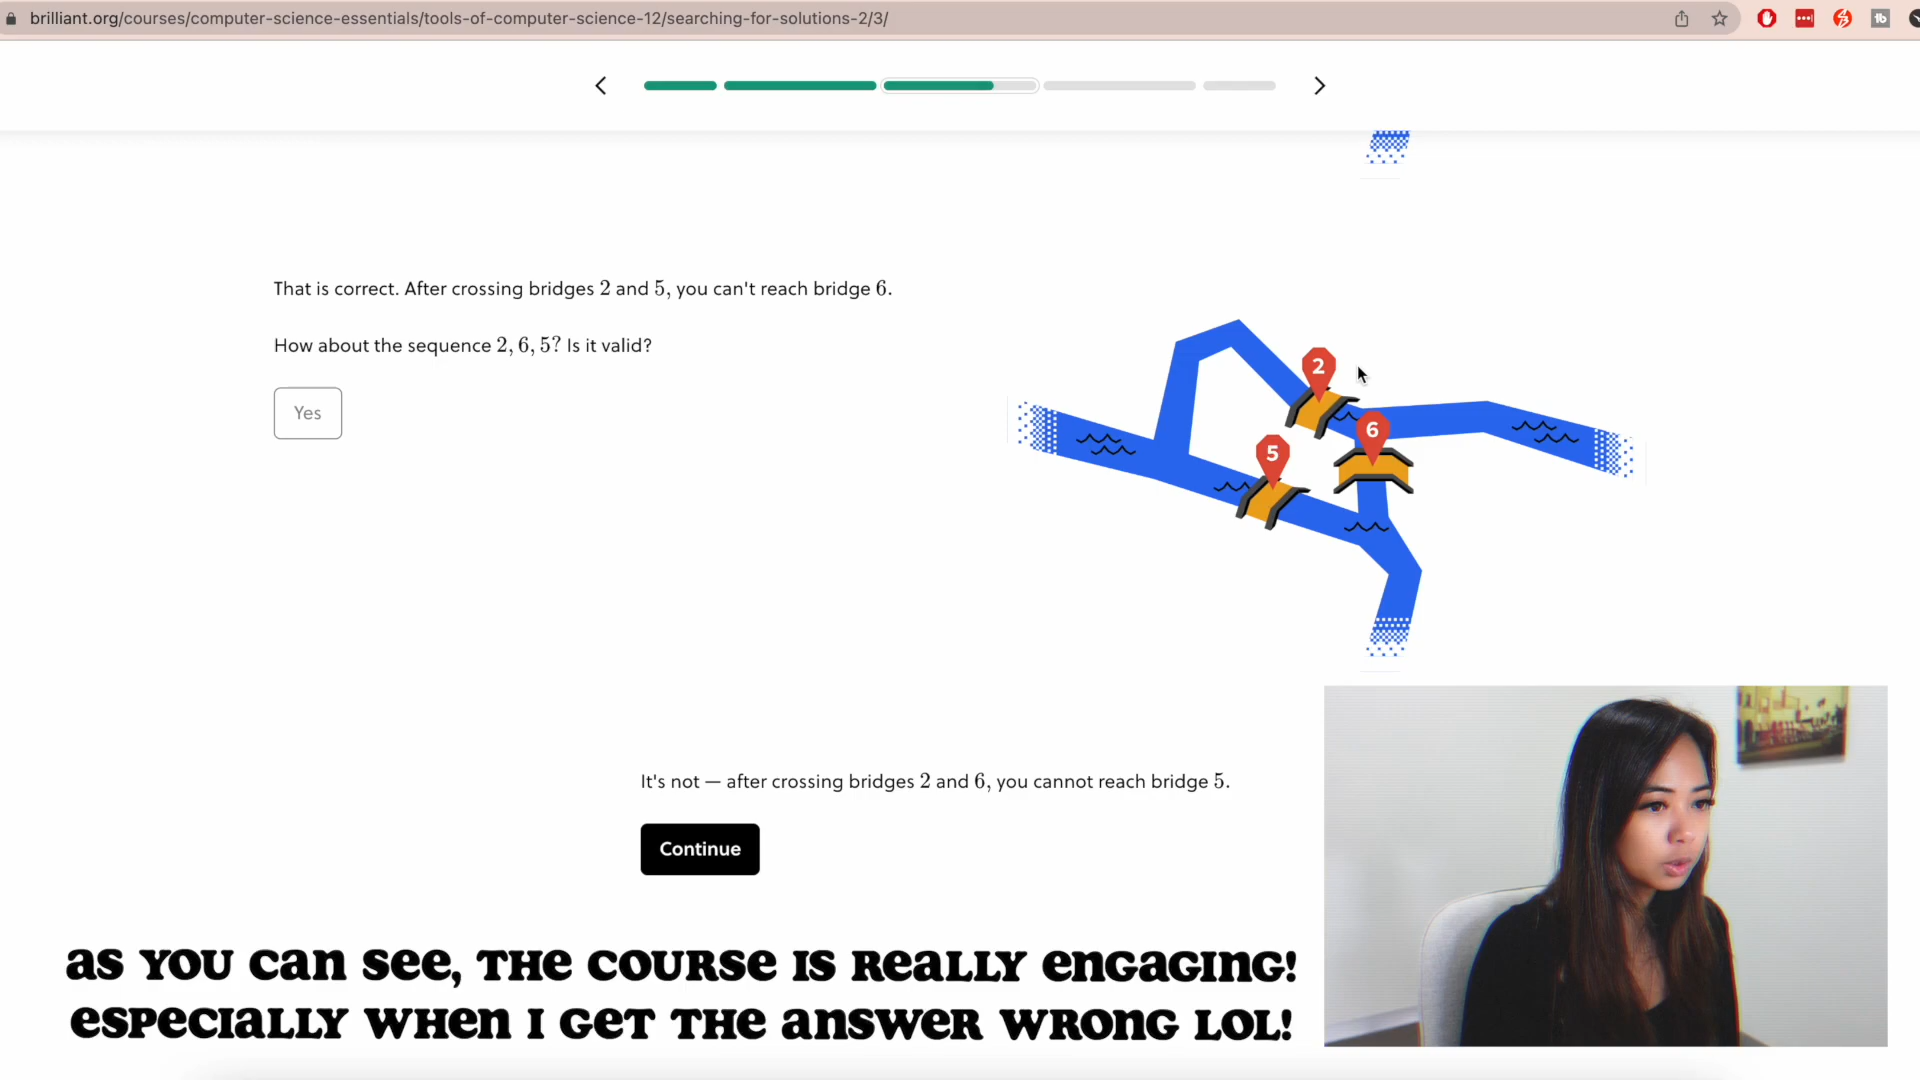 brilliant.org/courses/computer-science-essentials/tools-of-computer-science-12/searching-for-solutions-2/3/
That is correct. After crossing bridges 2 and 5, you can't reach bridge 6.
How about the sequence 2, 6, 5? Is it valid?
Yes
2
6
5
It's not — after crossing bridges 2 and 6, you cannot reach bridge 5.
Continue
as you can see, the course is really engaging!
especially when I get the answer wrong lol!